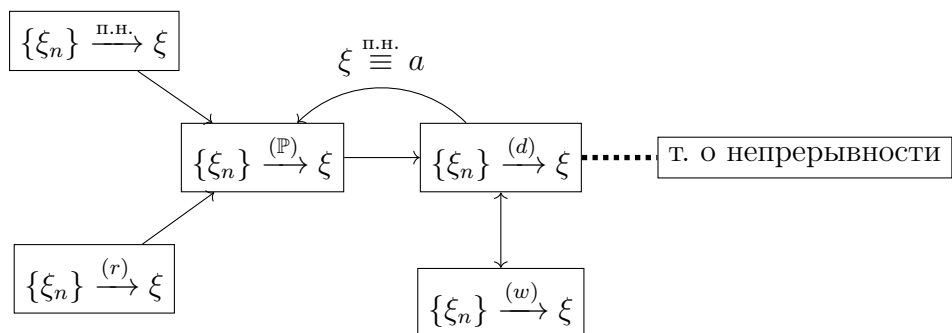 {ξₙ} —п.н.→ ξ
ξ ≡^{п.н.} a
{ξₙ} —(ℙ)→ ξ
{ξₙ} —(d)→ ξ
т. о непрерывности
{ξₙ} —(r)→ ξ
{ξₙ} —(w)→ ξ